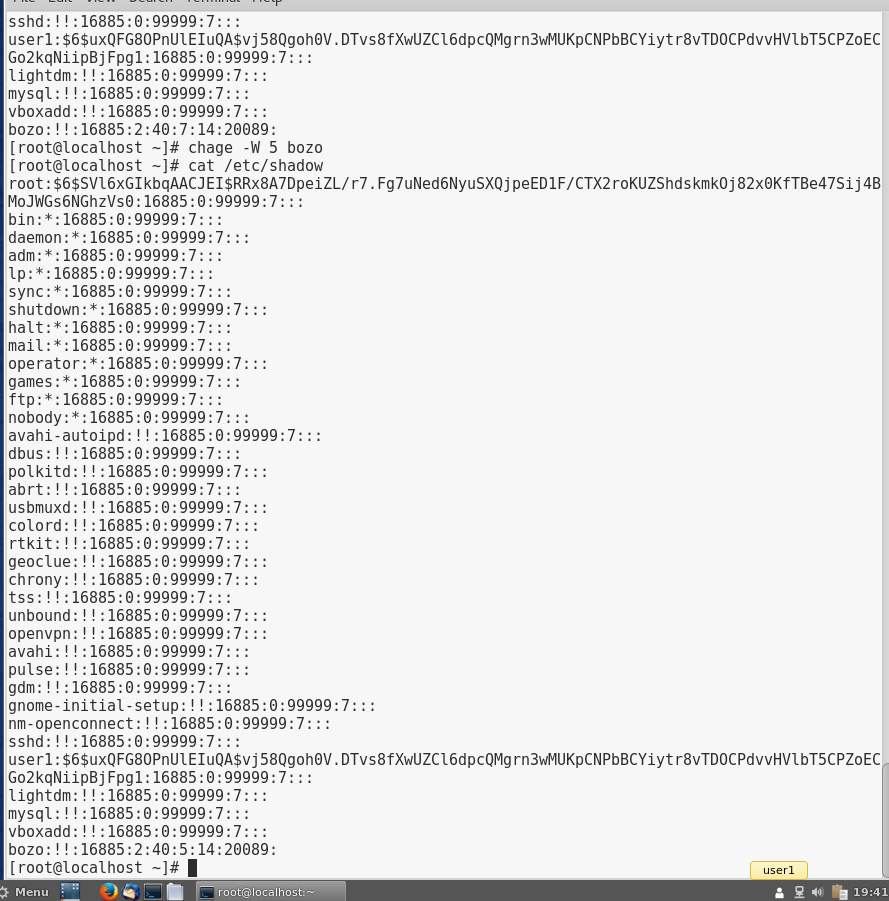 File Edit View Search Terminal Help
sshd:!!:16885:0:99999:7:::
user1:$6$uxQFG8OPnUlEIuQA$vj58Qgoh0V.DTvs8fXwUZCl6dpcQMgrn3wMUKpCNPbBCYiytr8vTDOCPdvvHVlbT5CPZoEC
Go2kqNiipBjFpg1:16885:0:99999:7:::
lightdm:!!:16885:0:99999:7:::
mysql:!!:16885:0:99999:7:::
vboxadd:!!:16885:0:99999:7:::
bozo:!!:16885:2:40:7:14:20089:
[root@localhost ~]# chage -W 5 bozo
[root@localhost ~]# cat /etc/shadow
root:$6$SVl6xGIkbqAACJEI$RRx8A7DpeiZL/r7.Fg7uNed6NyuSXQjpeED1F/CTX2roKUZShdskmkOj82x0KfTBe47Sij4B
MoJWGs6NGhzVs0:16885:0:99999:7:::
bin:*:16885:0:99999:7:::
daemon:*:16885:0:99999:7:::
adm:*:16885:0:99999:7:::
lp:*:16885:0:99999:7:::
sync:*:16885:0:99999:7:::
shutdown:*:16885:0:99999:7:::
halt:*:16885:0:99999:7:::
mail:*:16885:0:99999:7:::
operator:*:16885:0:99999:7:::
games:*:16885:0:99999:7:::
ftp:*:16885:0:99999:7:::
nobody:*:16885:0:99999:7:::
avahi-autoipd:!!:16885:0:99999:7:::
dbus:!!:16885:0:99999:7:::
polkitd:!!:16885:0:99999:7:::
abrt:!!:16885:0:99999:7:::
usbmuxd:!!:16885:0:99999:7:::
colord:!!:16885:0:99999:7:::
rtkit:!!:16885:0:99999:7:::
geoclue:!!:16885:0:99999:7:::
chrony:!!:16885:0:99999:7:::
tss:!!:16885:0:99999:7:::
unbound:!!:16885:0:99999:7:::
openvpn:!!:16885:0:99999:7:::
avahi:!!:16885:0:99999:7:::
pulse:!!:16885:0:99999:7:::
gdm:!!:16885:0:99999:7:::
gnome-initial-setup:!!:16885:0:99999:7:::
nm-openconnect:!!:16885:0:99999:7:::
sshd:!!:16885:0:99999:7:::
user1:$6$uxQFG8OPnUlEIuQA$vj58Qgoh0V.DTvs8fXwUZCl6dpcQMgrn3wMUKpCNPbBCYiytr8vTDOCPdvvHVlbT5CPZoEC
Go2kqNiipBjFpg1:16885:0:99999:7:::
lightdm:!!:16885:0:99999:7:::
mysql:!!:16885:0:99999:7:::
vboxadd:!!:16885:0:99999:7:::
bozo:!!:16885:2:40:5:14:20089:
[root@localhost ~]#
user1
Menu
root@localhost:~
19:41